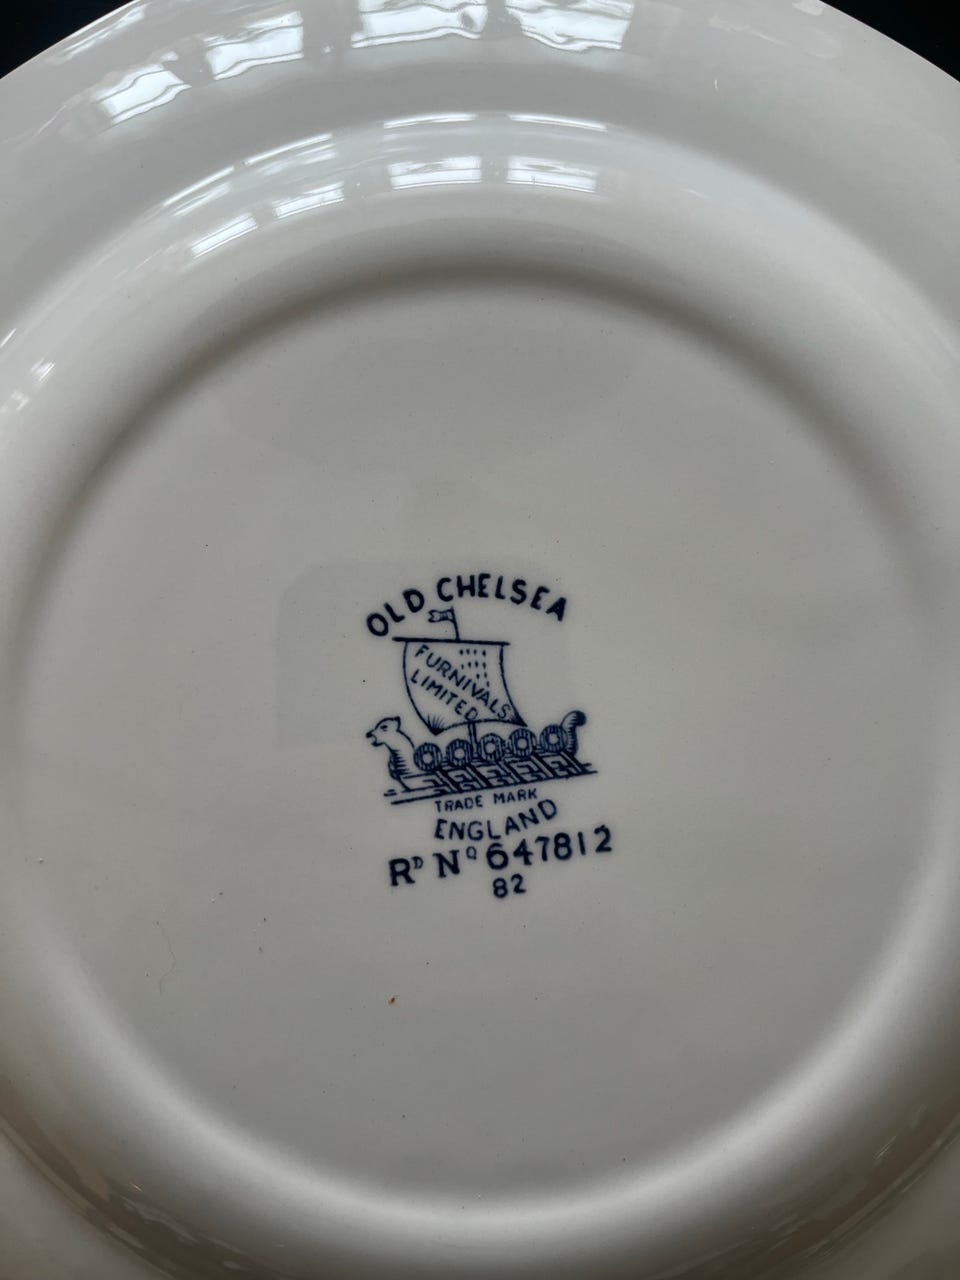 OLD CHELSEA
FURNIVALS
LIMITED
TRADE MARK
ENGLAND
Rᴰ Nº 647812
82